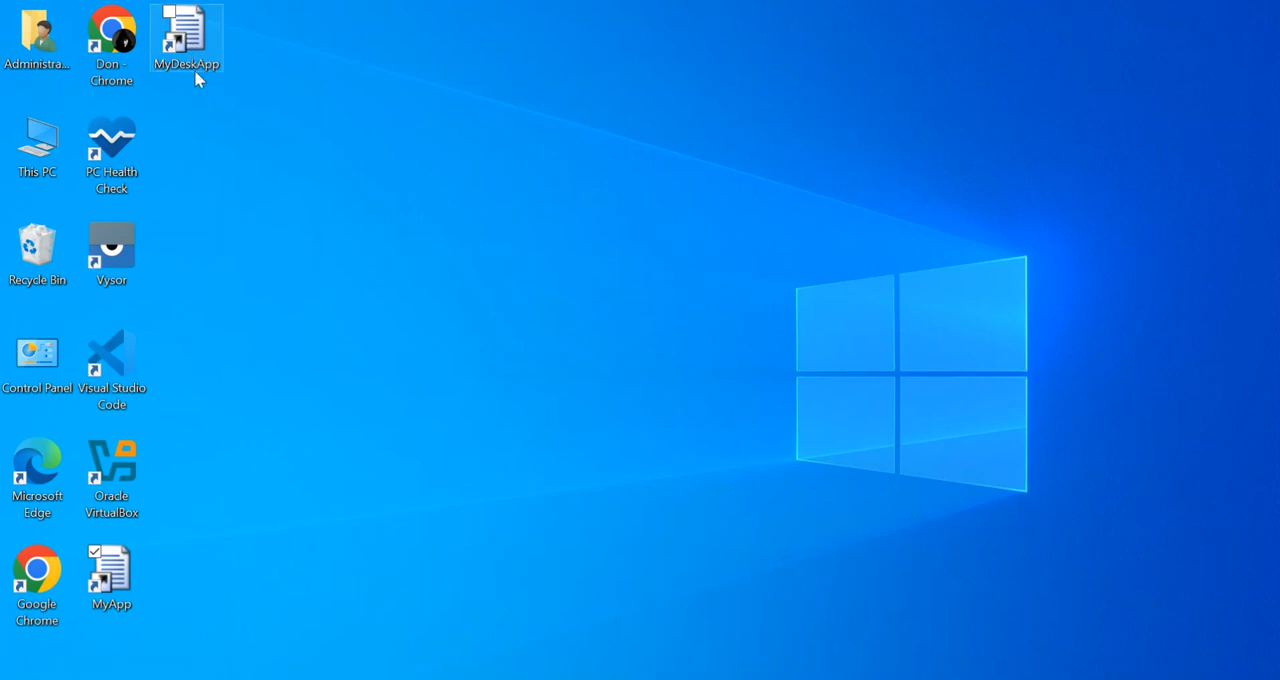 Administra...
Don -
Chrome
MyDeskApp
This PC
PC Health
Check
Recycle Bin
Vysor
Control Panel
Visual Studio
Code
Microsoft
Edge
Oracle
VirtualBox
Google
Chrome
MyApp